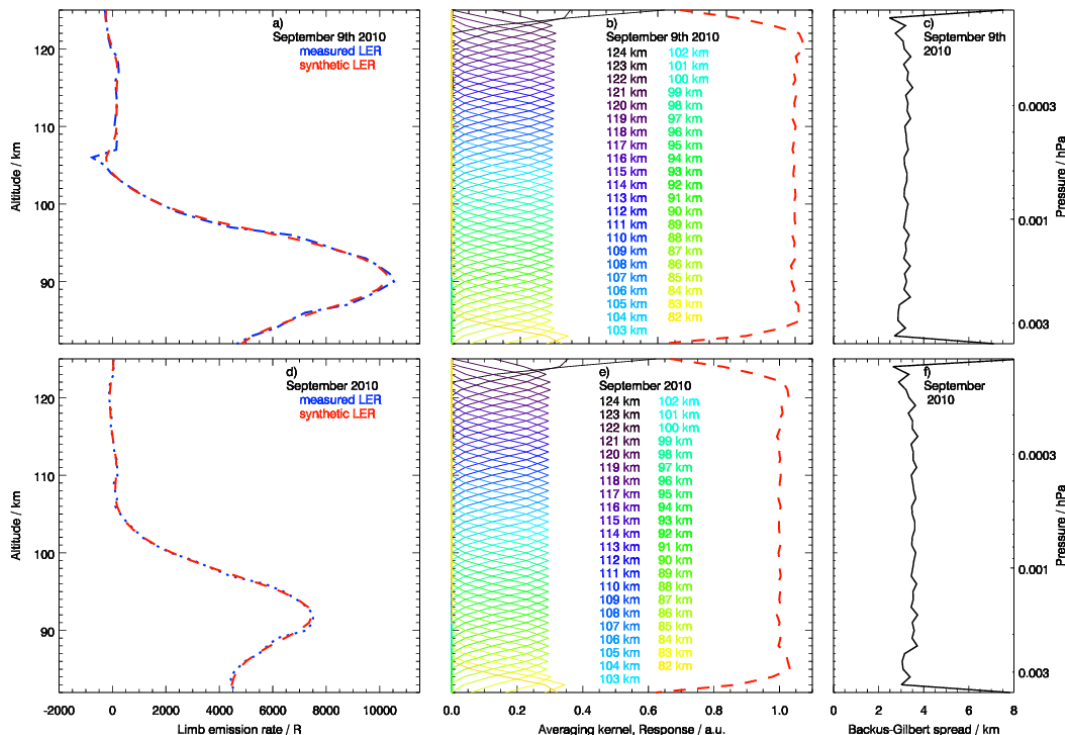 a)
September 9th 2010
measured LER
synthetic LER
120
110
100
90
Altitude / km
b)
September 9th 2010
124 km 102 km
123 km 101 km
122 km 100 km
121 km 99 km
120 km 98 km
119 km 97 km
118 km 96 km
117 km 95 km
116 km 94 km
115 km 93 km
114 km 92 km
113 km 91 km
112 km 90 km
111 km 89 km
110 km 88 km
109 km 87 km
108 km 86 km
107 km 85 km
106 km 84 km
105 km 83 km
104 km 82 km
103 km
c)
September 9th
2010
0.0003
0.001
0.003
Pressure / hPa
d)
September 2010
measured LER
synthetic LER
120
110
100
90
Altitude / km
-2000 0 2000 4000 6000 8000 10000
Limb emission rate / R
e)
September 2010
124 km 102 km
123 km 101 km
122 km 100 km
121 km 99 km
120 km 98 km
119 km 97 km
118 km 96 km
117 km 95 km
116 km 94 km
115 km 93 km
114 km 92 km
113 km 91 km
112 km 90 km
111 km 89 km
110 km 88 km
109 km 87 km
108 km 86 km
107 km 85 km
106 km 84 km
105 km 83 km
104 km 82 km
103 km
0.0 0.2 0.4 0.6 0.8 1.0
Averaging kernel, Response / a.u.
f)
September
2010
0.0003
0.001
0.003
Pressure / hPa
0 2 4 6 8
Backus-Gilbert spread / km